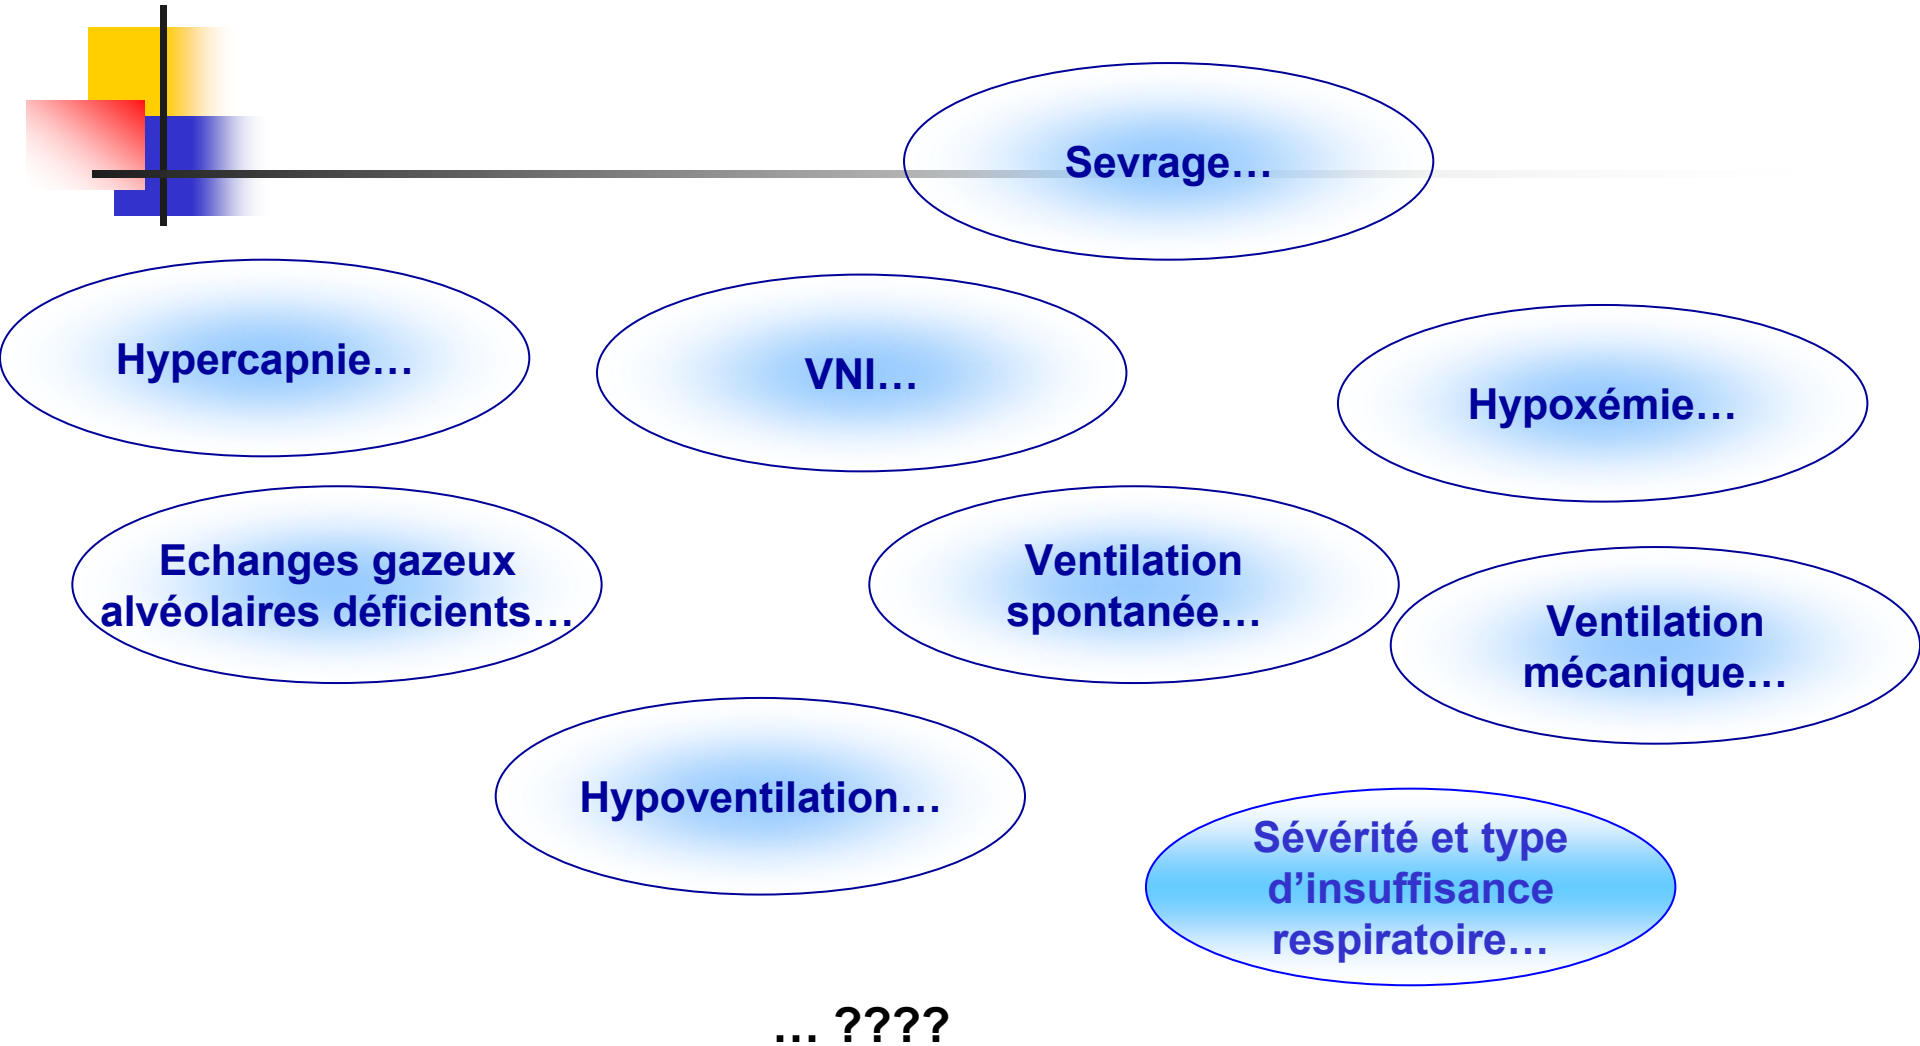 Sevrage…
Hypercapnie…
VNI…
Hypoxémie…
Echanges gazeux
alvéolaires déficients…
Ventilation
spontanée…
Ventilation
mécanique…
Hypoventilation…
Sévérité et type
d’insuffisance
respiratoire…
… ????